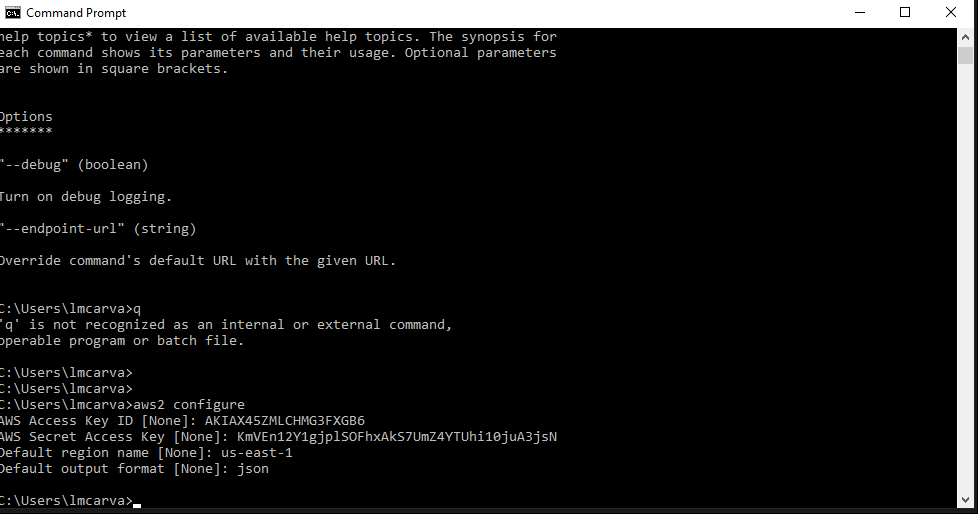 Command Prompt
help topics* to view a list of available help topics. The synopsis for
each command shows its parameters and their usage. Optional parameters
are shown in square brackets.
Options
*******
"--debug" (boolean)
Turn on debug logging.
"--endpoint-url" (string)
Override command's default URL with the given URL.
C:\Users\lmcarva>q
'q' is not recognized as an internal or external command,
operable program or batch file.
C:\Users\lmcarva>
C:\Users\lmcarva>
C:\Users\lmcarva>aws2 configure
AWS Access Key ID [None]: AKIAX45ZMLCHMG3FXGB6
AWS Secret Access Key [None]: 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
Default region name [None]: us-east-1
Default output format [None]: json
C:\Users\lmcarva>